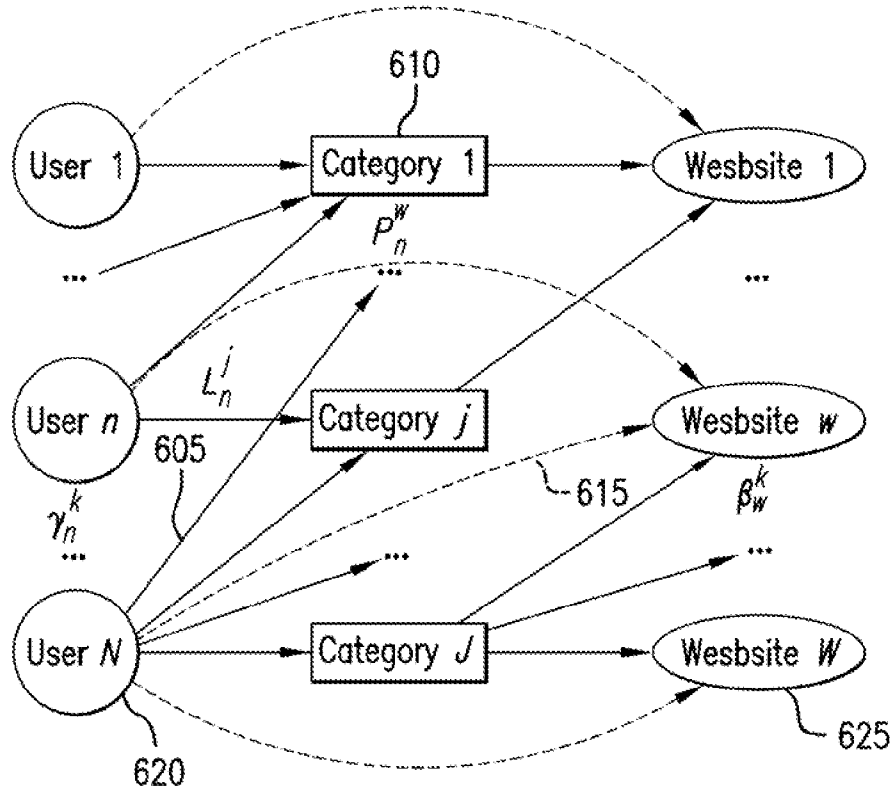 610
User 1
Category 1
Wesbsite 1
P_n^w
...
...
...
L_n^j
User n
Category j
Wesbsite w
605
615
γ_n^k
β_w^k
...
...
...
User N
Category J
Wesbsite W
620
625